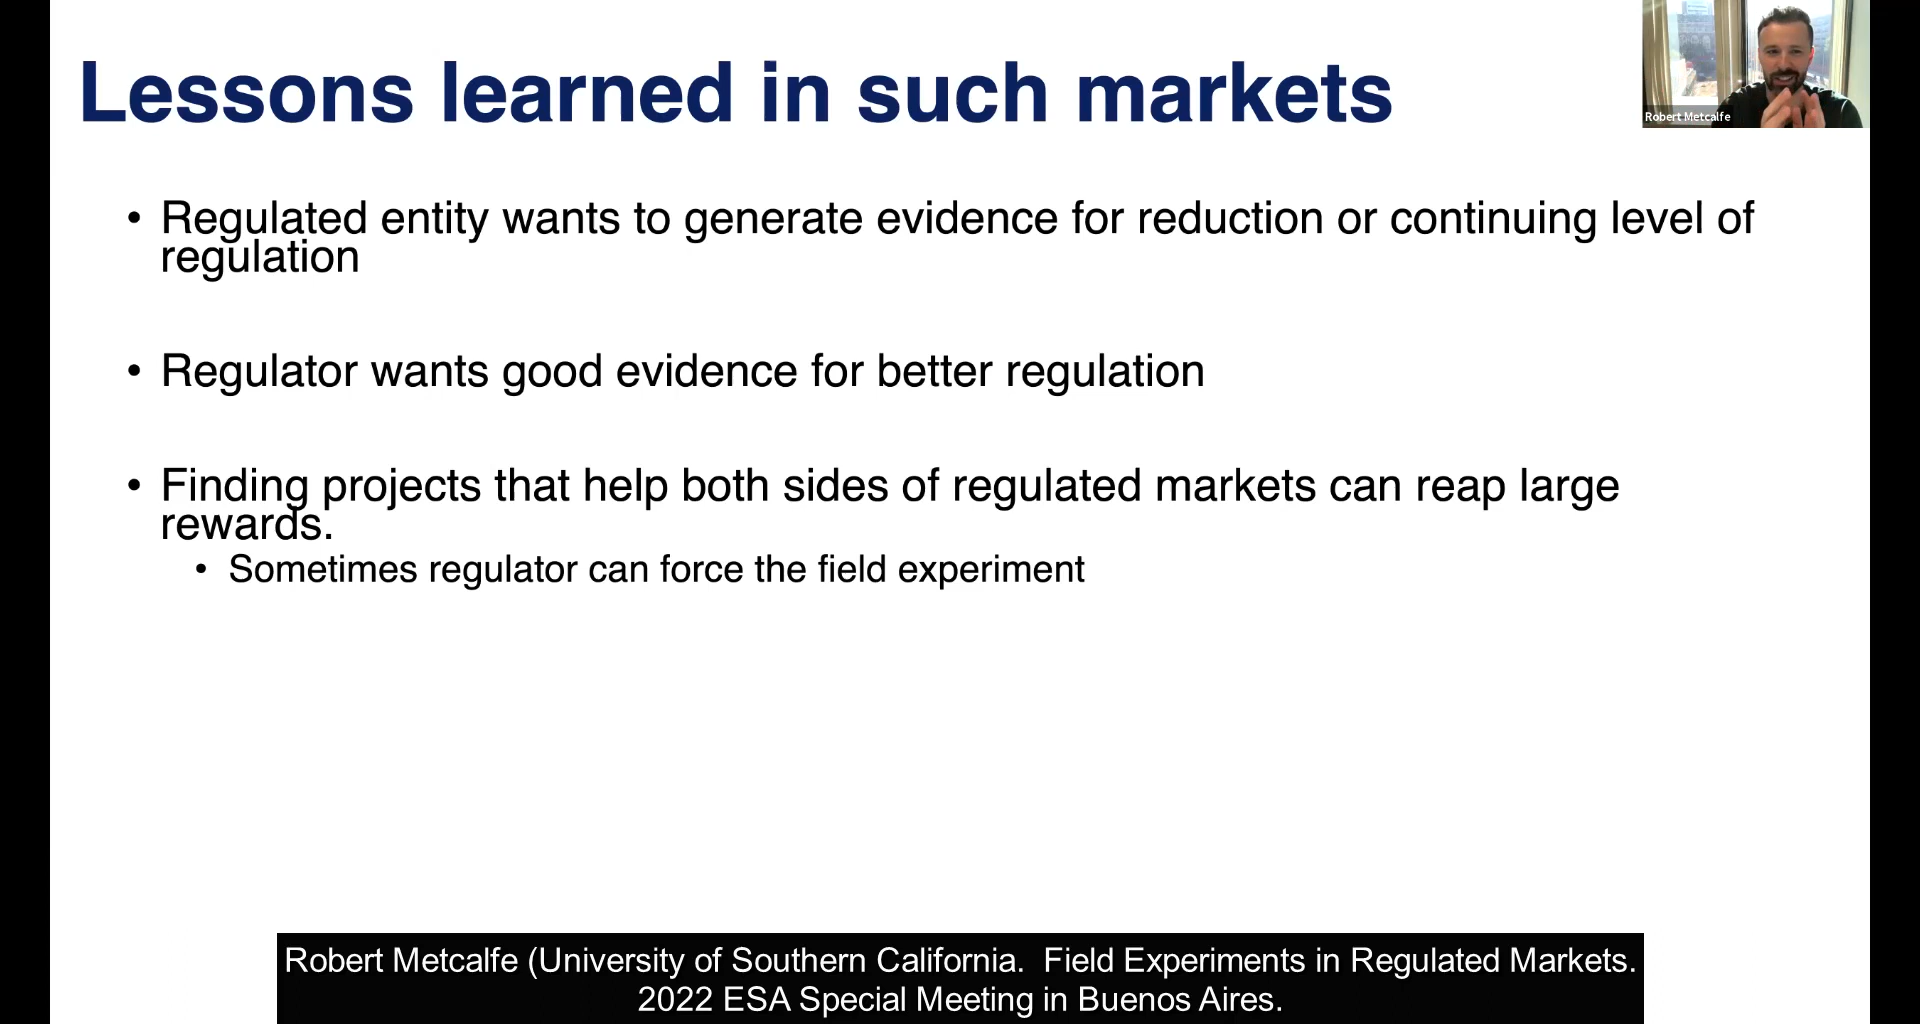 Lessons learned in such markets
Robert Metcalfe
• Regulated entity wants to generate evidence for reduction or continuing level of
regulation
• Regulator wants good evidence for better regulation
• Finding projects that help both sides of regulated markets can reap large
rewards.
• Sometimes regulator can force the field experiment
Robert Metcalfe (University of Southern California.  Field Experiments in Regulated Markets.
2022 ESA Special Meeting in Buenos Aires.